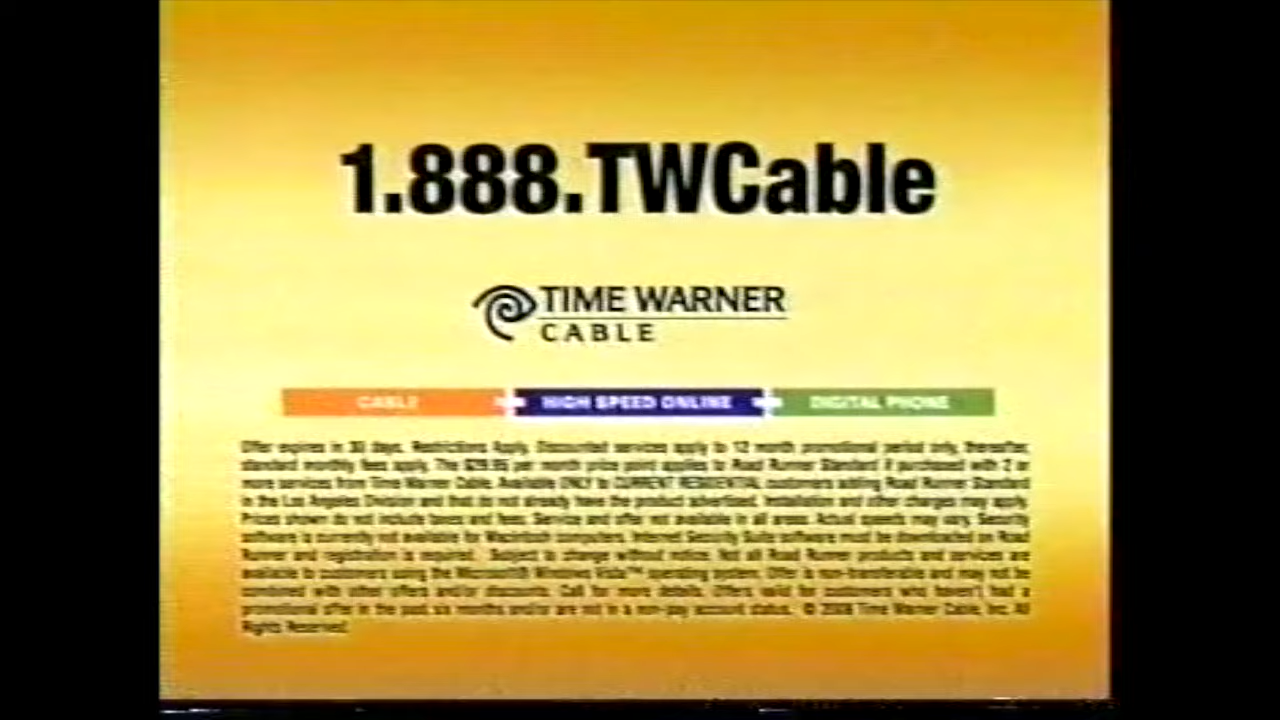 1.888.TWCable
TIME WARNER
CABLE
CABLE
HIGH SPEED ONLINE
DIGITAL PHONE
Offer expires in 30 days. Restrictions Apply. Discounted services apply to 12 month promotional period only, thereafter,
standard monthly fees apply. The $29.95 per month price point applies to Road Runner Standard if purchased with 2 or
more services from Time Warner Cable. Available ONLY to CURRENT RESIDENTIAL customers adding Road Runner Standard
in the Los Angeles Division and that do not already have the product advertised. Installation and other charges may apply.
Prices shown do not include taxes and fees. Service and offer not available in all areas. Actual speeds may vary. Security
software is currently not available for Macintosh computers. Internet Security Suite software must be downloaded on Road
Runner and registration is required. Subject to change without notice. Not all Road Runner products and services are
available to customers using the Microsoft® Windows Vista™ operating system. Offer is non-transferable and may not be
combined with other offers and/or discounts. Call for more details. Offers valid for customers who haven't had a
promotional offer in the past six months and/or are not in a non-pay account status. © 2008 Time Warner Cable, Inc. All
Rights Reserved.